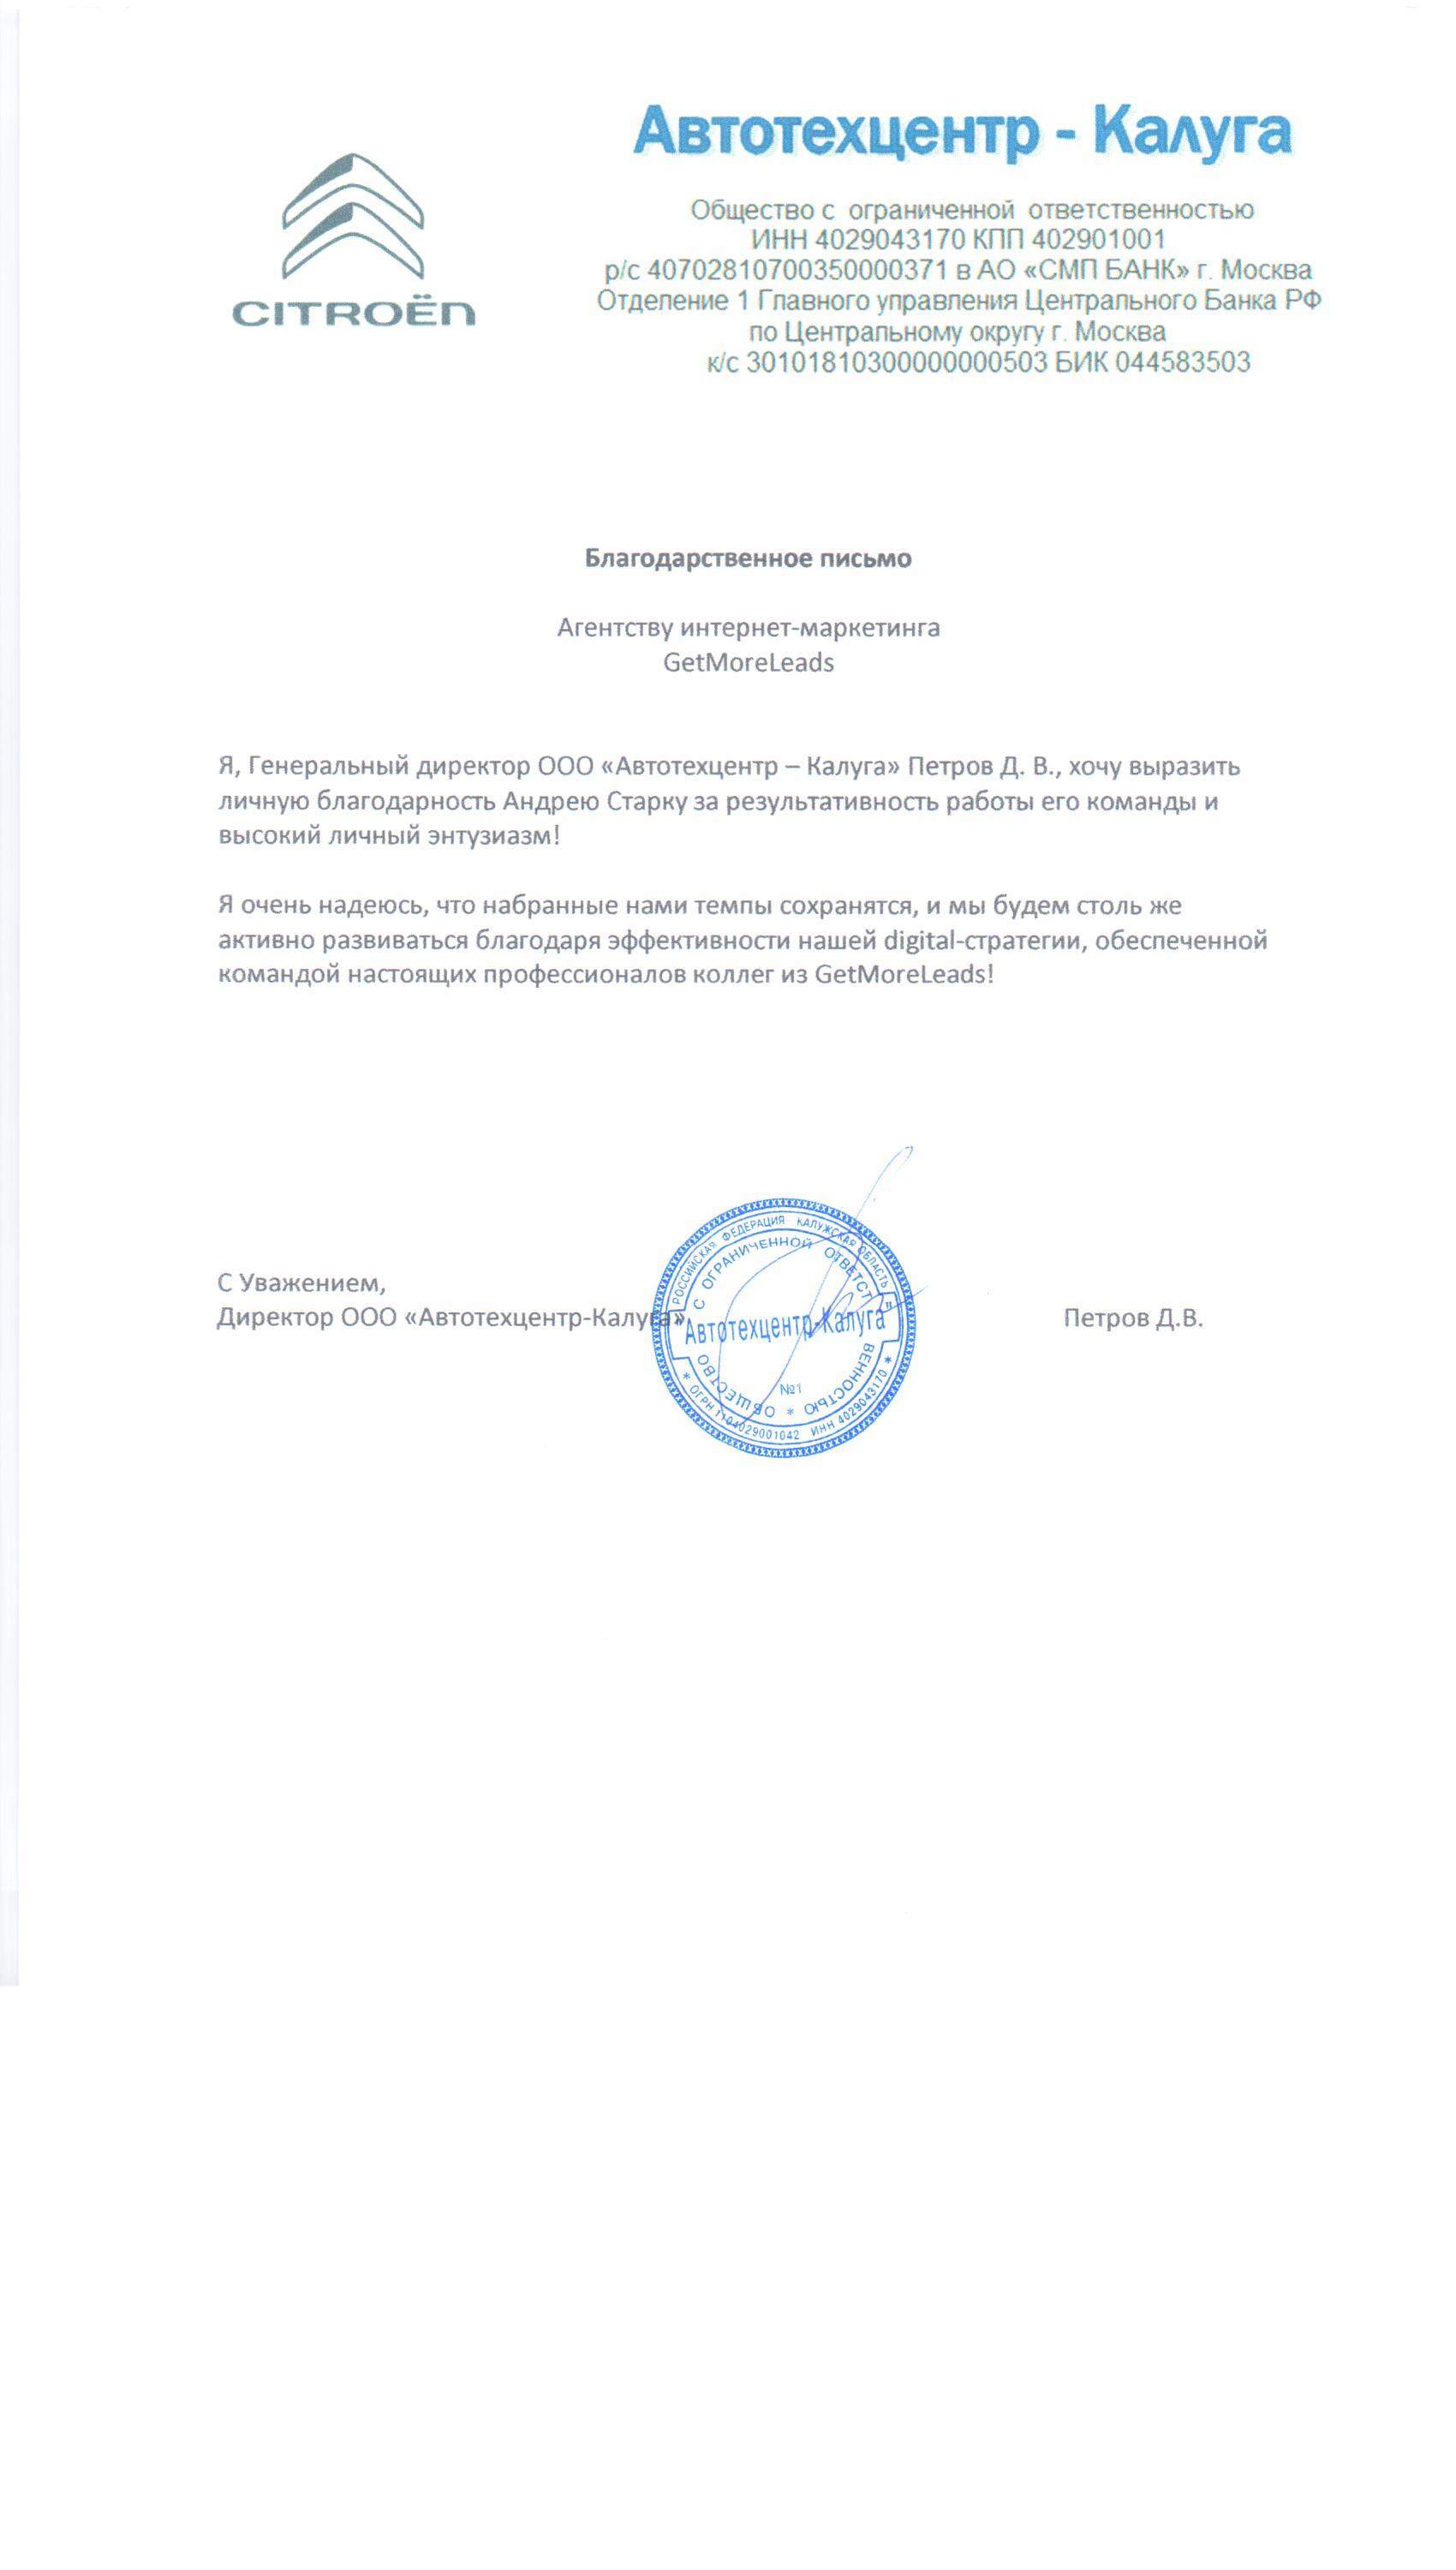 CITROËN
Автотехцентр - Калуга
Общество с ограниченной ответственностью
ИНН 4029043170 КПП 402901001
р/с 40702810700350000371 в АО «СМП БАНК» г. Москва
Отделение 1 Главного управления Центрального Банка РФ
по Центральному округу г. Москва
к/с 30101810300000000503 БИК 044583503
Благодарственное письмо
Агентству интернет-маркетинга
GetMoreLeads
Я, Генеральный директор ООО «Автотехцентр – Калуга» Петров Д. В., хочу выразить
личную благодарность Андрею Старку за результативность работы его команды и
высокий личный энтузиазм!
Я очень надеюсь, что набранные нами темпы сохранятся, и мы будем столь же
активно развиваться благодаря эффективности нашей digital-стратегии, обеспеченной
командой настоящих профессионалов коллег из GetMoreLeads!
С Уважением,
Директор ООО «Автотехцентр-Калуга»
Петров Д.В.
РОССИЙСКАЯ ФЕДЕРАЦИЯ КАЛУЖСКАЯ ОБЛАСТЬ
* ОГРН 1104029001042 ИНН 4029043170 *
ОБЩЕСТВО С ОГРАНИЧЕННОЙ ОТВЕТСТВЕННОСТЬЮ *
"Автотехцентр-Калуга"
№1